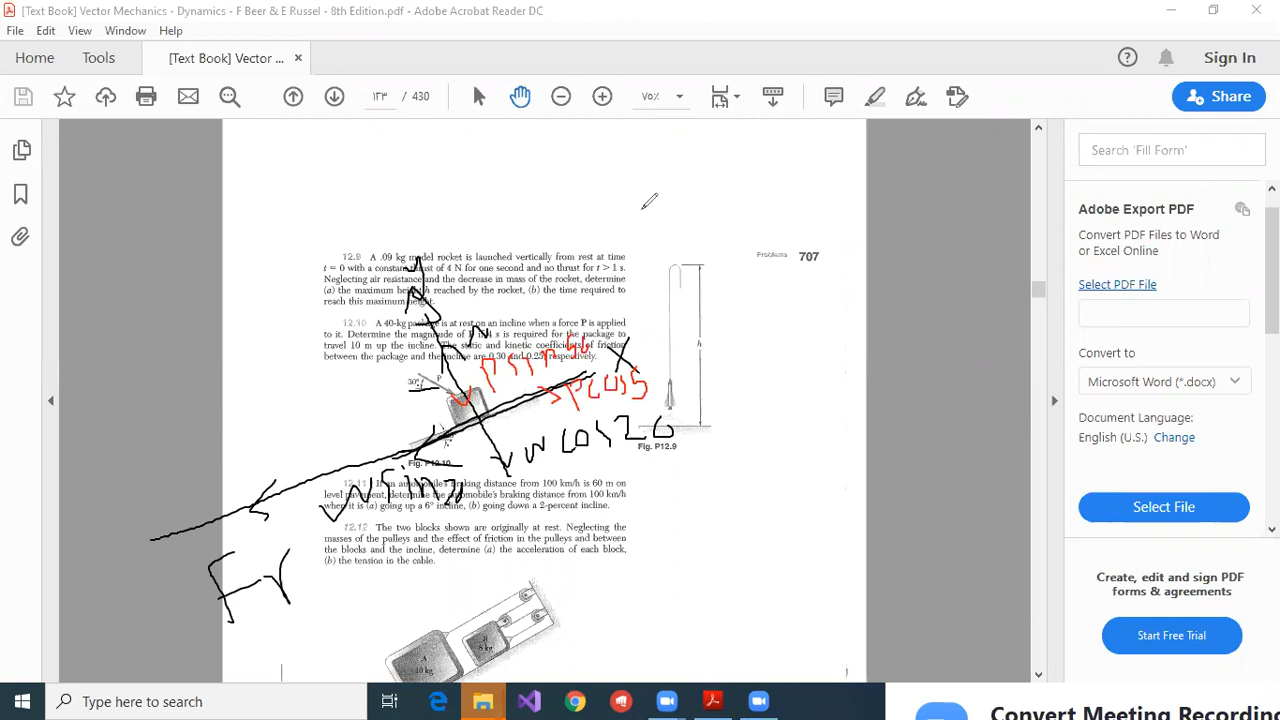 [Text Book] Vector Mechanics - Dynamics - F Beer & E Russel - 8th Edition.pdf - Adobe Acrobat Reader DC
File Edit View Window Help
Home Tools [Text Book] Vector ... ×
Sign In
١٣٣ / 430
٧٥٪
Share
Search 'Fill Form'
Adobe Export PDF
Convert PDF Files to Word
or Excel Online
Select PDF File
Convert to
Microsoft Word (*.docx)
Document Language:
English (U.S.) Change
Select File
Create, edit and sign PDF
forms & agreements
Start Free Trial
Problems 707
12.9 A .09 kg model rocket is launched vertically from rest at time
t = 0 with a constant thrust of 4 N for one second and no thrust for t > 1 s.
Neglecting air resistance and the decrease in mass of the rocket, determine
(a) the maximum height h reached by the rocket, (b) the time required to
reach this maximum height.
12.10 A 40-kg package is at rest on an incline when a force P is applied
to it. Determine the magnitude of P if 4 s is required for the package to
travel 10 m up the incline. The static and kinetic coefficients of friction
between the package and the incline are 0.30 and 0.25, respectively.
30°
P
h
N
X
wcos20
Fr
Fig. P12.10
Fig. P12.9
12.11 If an automobile's braking distance from 100 km/h is 60 m on
level pavement, determine the automobile's braking distance from 100 km/h
when it is (a) going up a 6° incline, (b) going down a 2-percent incline.
12.12 The two blocks shown are originally at rest. Neglecting the
masses of the pulleys and the effect of friction in the pulleys and between
the blocks and the incline, determine (a) the acceleration of each block,
(b) the tension in the cable.
A
10 kg
B
8 kg
Type here to search
Convert Meeting Recording